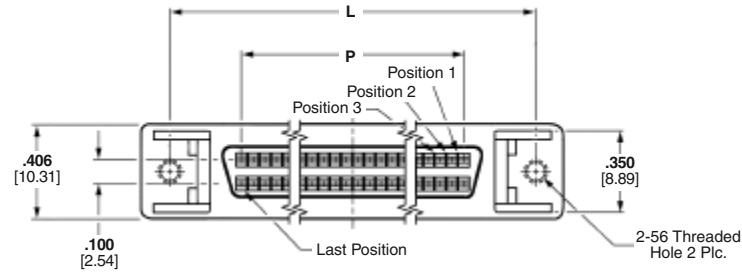 L
P
Position 1
Position 2
Position 3
.406
[10.31]
.350
[8.89]
.100
[2.54]
Last Position
2-56 Threaded
Hole 2 Plc.